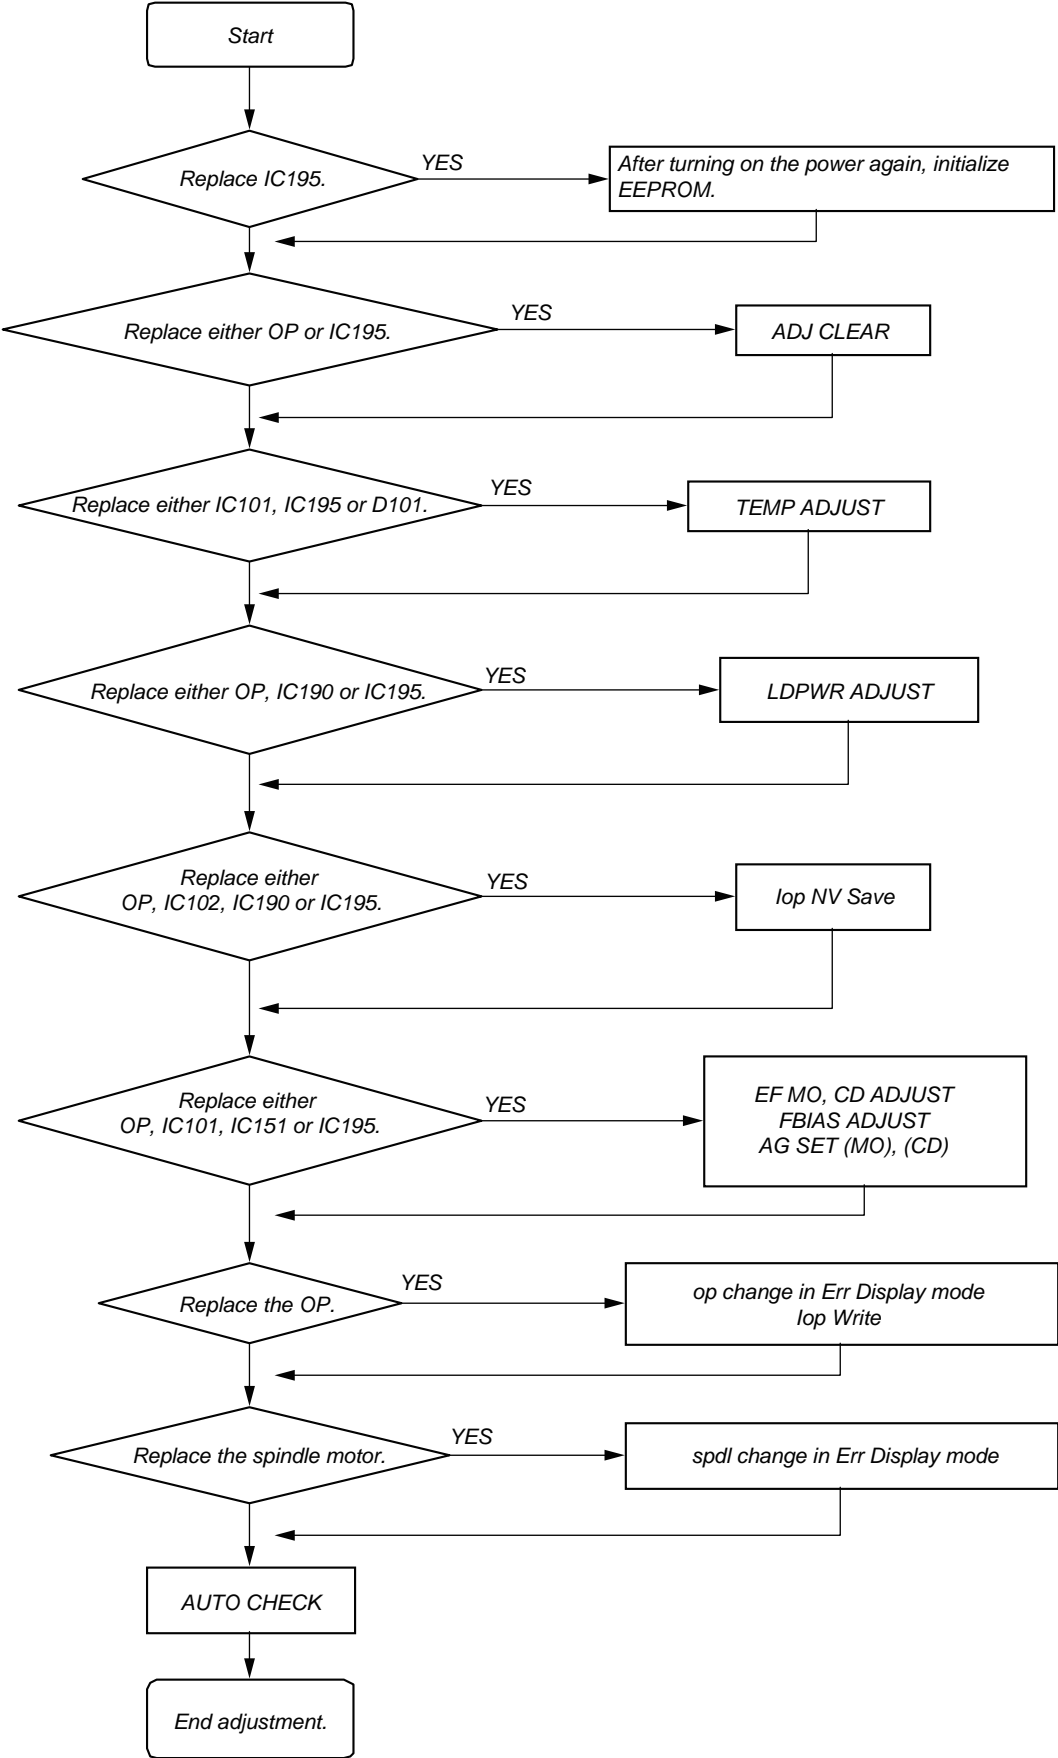 Start
Replace IC195.
YES
After turning on the power again, initialize
EEPROM.
Replace either OP or IC195.
YES
ADJ CLEAR
Replace either IC101, IC195 or D101.
YES
TEMP ADJUST
Replace either OP, IC190 or IC195.
YES
LDPWR ADJUST
Replace either
OP, IC102, IC190 or IC195.
YES
Iop NV Save
Replace either
OP, IC101, IC151 or IC195.
YES
EF MO, CD ADJUST
FBIAS ADJUST
AG SET (MO), (CD)
Replace the OP.
YES
op change in Err Display mode
Iop Write
Replace the spindle motor.
YES
spdl change in Err Display mode
AUTO CHECK
End adjustment.